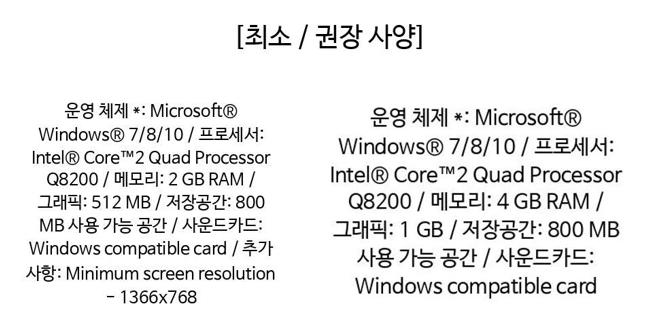 [최소 / 권장 사양]
운영 체제 *: Microsoft®
Windows® 7/8/10 / 프로세서:
Intel® Core™2 Quad Processor
Q8200 / 메모리: 2 GB RAM /
그래픽: 512 MB / 저장공간: 800
MB 사용 가능 공간 / 사운드카드:
Windows compatible card / 추가
사항: Minimum screen resolution
- 1366x768
운영 체제 *: Microsoft®
Windows® 7/8/10 / 프로세서:
Intel® Core™2 Quad Processor
Q8200 / 메모리: 4 GB RAM /
그래픽: 1 GB / 저장공간: 800 MB
사용 가능 공간 / 사운드카드:
Windows compatible card